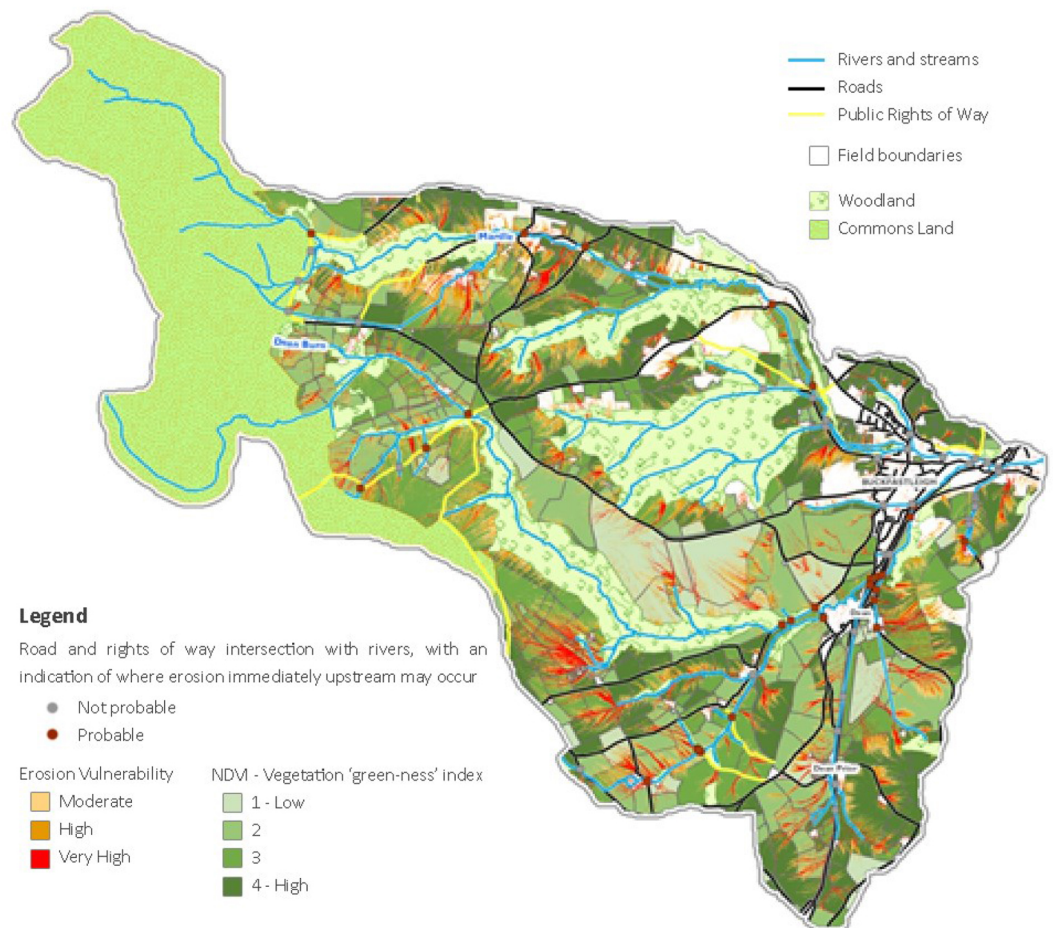 Rivers and streams
Roads
Public Rights of Way
Field boundaries
Woodland
Commons Land
Mardle
Dean Burn
BUCKFASTLEIGH
Dean
Dean Prior
Legend
Road and rights of way intersection with rivers, with an
indication of where erosion immediately upstream may occur
Not probable
Probable
Erosion Vulnerability
Moderate
High
Very High
NDVI - Vegetation 'green-ness' index
1 - Low
2
3
4 - High